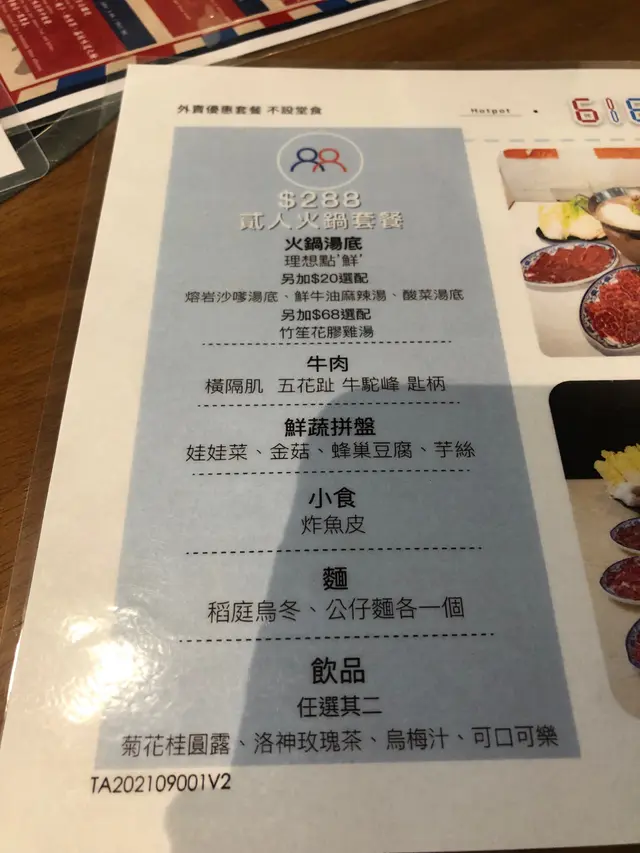 外賣優惠套餐 不設堂食
Hotpot
$288
貳人火鍋套餐
火鍋湯底
理想點'鮮'
另加$20選配
熔岩沙嗲湯底、鮮牛油麻辣湯、酸菜湯底
另加$68選配
竹笙花膠雞湯
牛肉
橫隔肌 五花趾 牛駝峰 匙柄
鮮蔬拼盤
娃娃菜、金菇、蜂巢豆腐、芋絲
小食
炸魚皮
麵
稻庭烏冬、公仔麵各一個
飲品
任選其二
菊花桂圓露、洛神玫瑰茶、烏梅汁、可口可樂
TA202109001V2